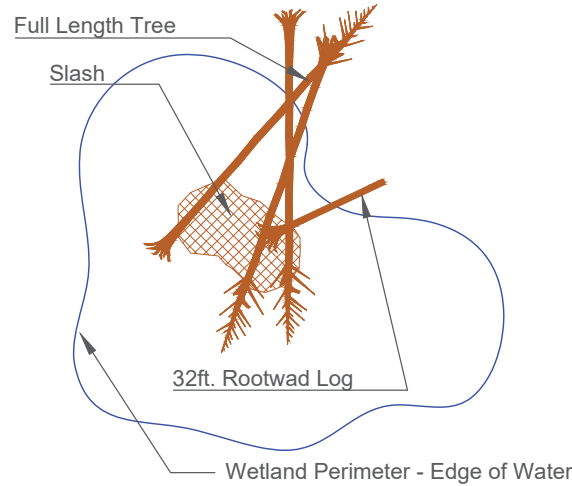 Full Length Tree
Slash
32ft. Rootwad Log
Wetland Perimeter - Edge of Water